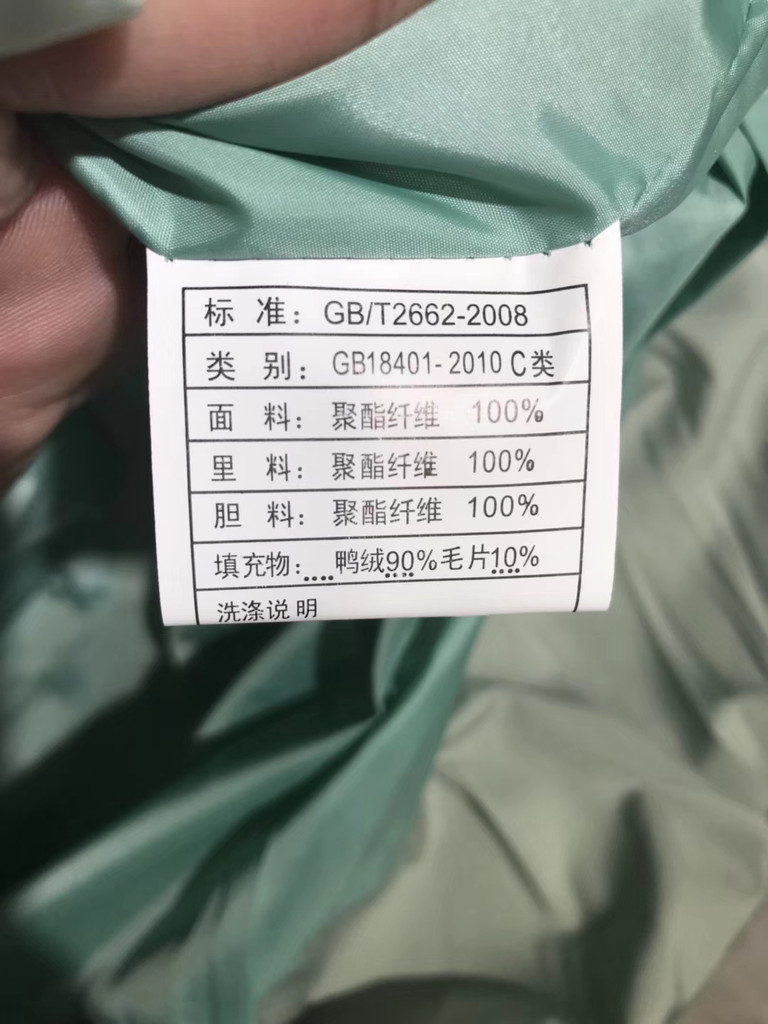 标 准：GB/T2662-2008
类 别：GB18401-2010 C类
面 料：聚酯纤维 100%
里 料：聚酯纤维 100%
胆 料：聚酯纤维 100%
填充物：....鸭绒90%毛片10%
洗涤说明